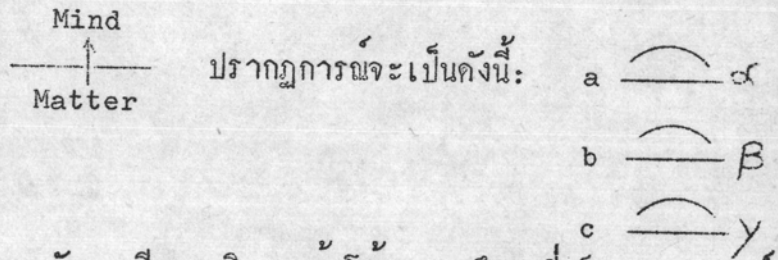 Mind
Matter
ปรากฏการณ์จะเป็นดังนี้:
a α
b β
c γ